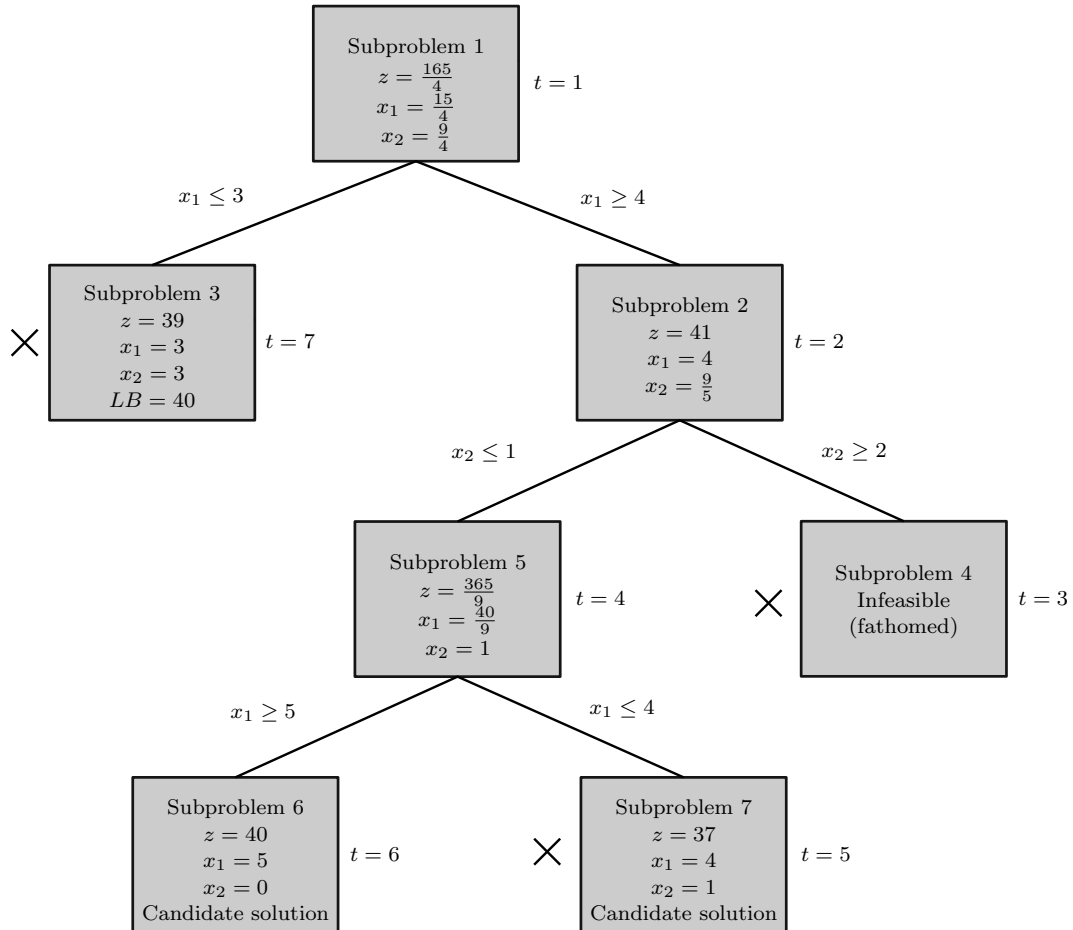 Subproblem 1
z = 165/4
x₁ = 15/4
x₂ = 9/4
t = 1
x₁ ≤ 3
x₁ ≥ 4
Subproblem 3
z = 39
x₁ = 3
x₂ = 3
LB = 40
t = 7
Subproblem 2
z = 41
x₁ = 4
x₂ = 9/5
t = 2
x₂ ≤ 1
x₂ ≥ 2
Subproblem 5
z = 365/9
x₁ = 40/9
x₂ = 1
t = 4
Subproblem 4
Infeasible
(fathomed)
t = 3
x₁ ≥ 5
x₁ ≤ 4
Subproblem 6
z = 40
x₁ = 5
x₂ = 0
Candidate solution
t = 6
Subproblem 7
z = 37
x₁ = 4
x₂ = 1
Candidate solution
t = 5